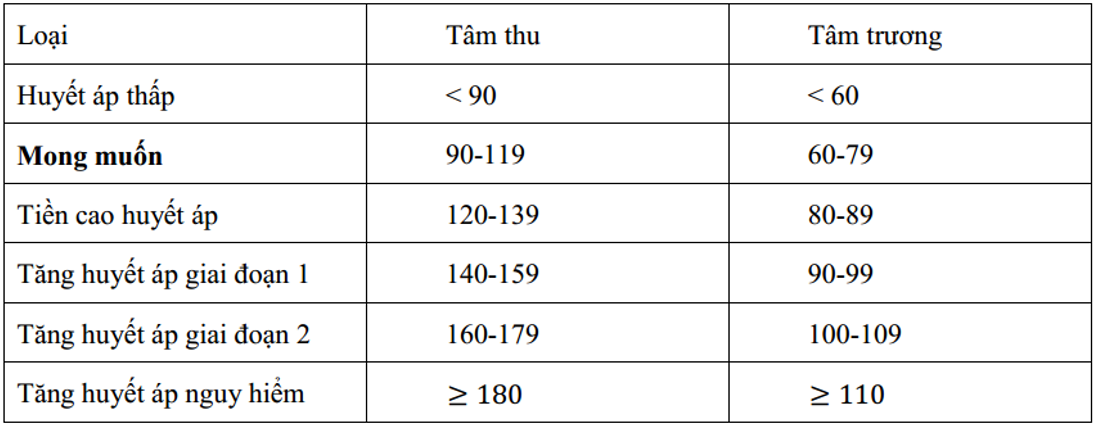 Loại Tâm thu Tâm trương
Huyết áp thấp < 90 < 60
Mong muốn 90-119 60-79
Tiền cao huyết áp 120-139 80-89
Tăng huyết áp giai đoạn 1 140-159 90-99
Tăng huyết áp giai đoạn 2 160-179 100-109
Tăng huyết áp nguy hiểm ≥ 180 ≥ 110